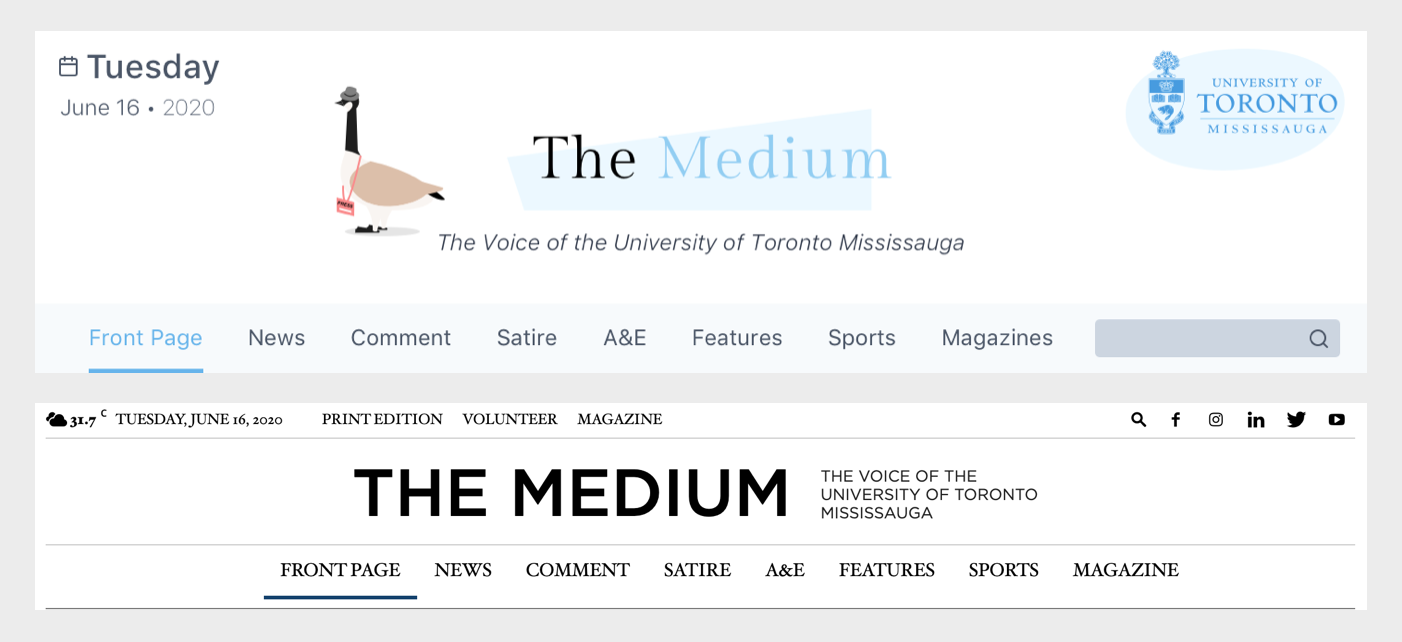 Tuesday
June 16 • 2020
UNIVERSITY OF
TORONTO
MISSISSAUGA
The Medium
PRESS
The Voice of the University of Toronto Mississauga
Front Page News Comment Satire A&E Features Sports Magazines
31.7 C TUESDAY, JUNE 16, 2020 PRINT EDITION VOLUNTEER MAGAZINE
THE MEDIUM
THE VOICE OF THE
UNIVERSITY OF TORONTO
MISSISSAUGA
FRONT PAGE NEWS COMMENT SATIRE A&E FEATURES SPORTS MAGAZINE